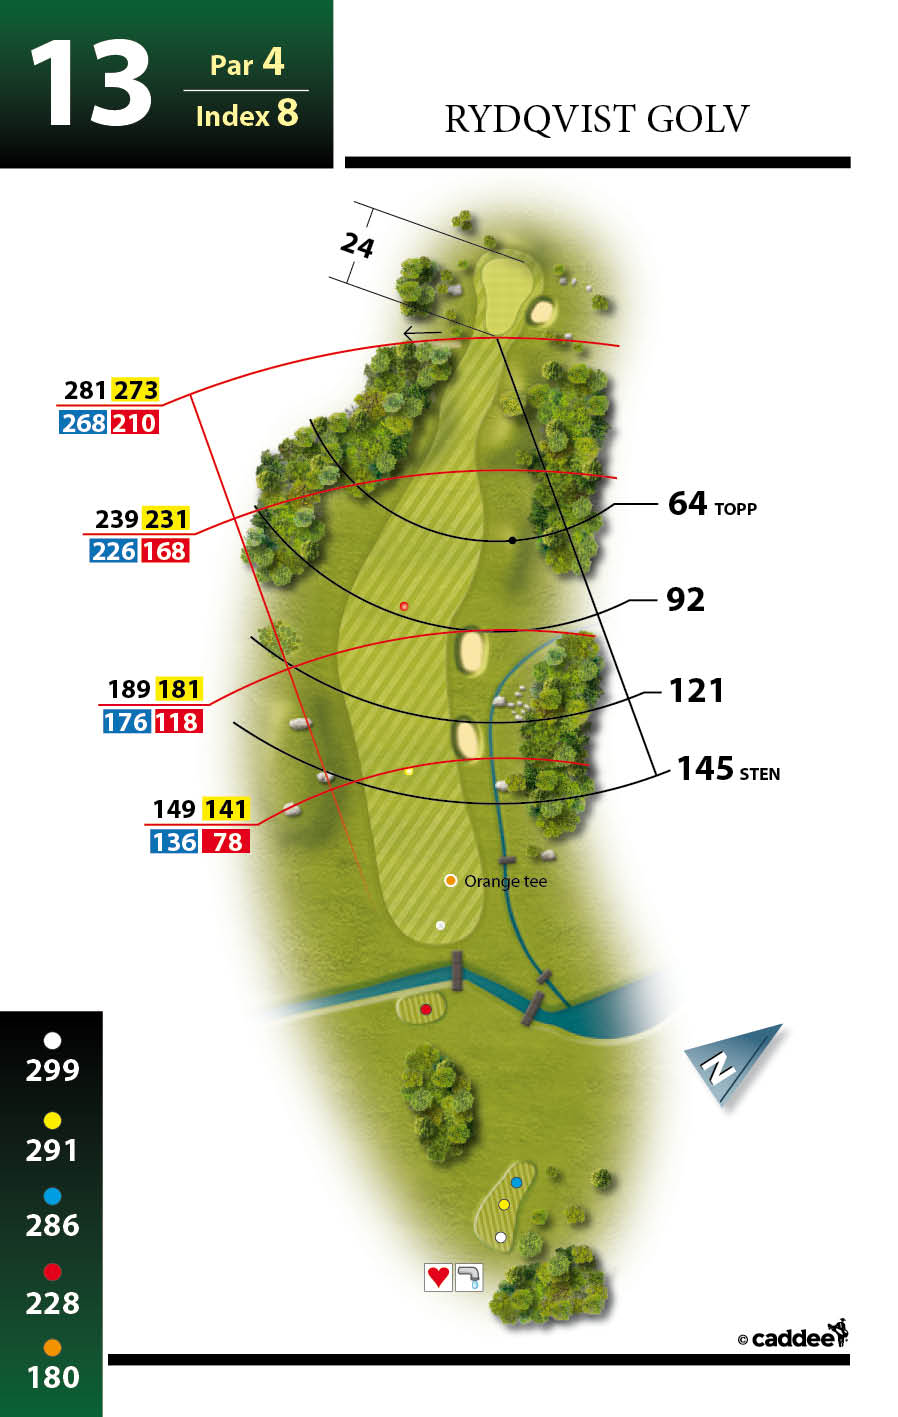 13
Par 4
Index 8
RYDQVIST GOLV
24
281 273
268 210
239 231
226 168
64 TOPP
92
189 181
176 118
121
145 STEN
149 141
136 78
Orange tee
N
299
291
286
228
180
© caddee